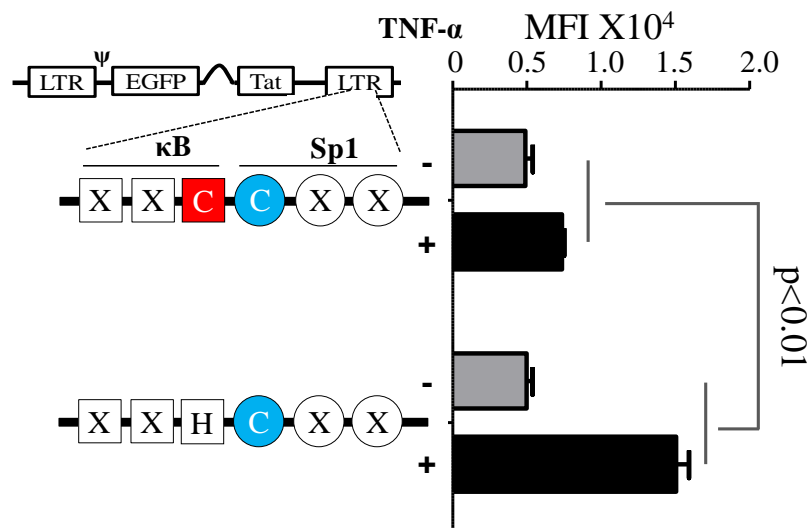 TNF-α MFI X10⁴
0 0.5 1.0 1.5 2.0
ψ
LTR EGFP Tat LTR
κB Sp1
-
X X C C X X
+
p<0.01
-
X X H C X X
+